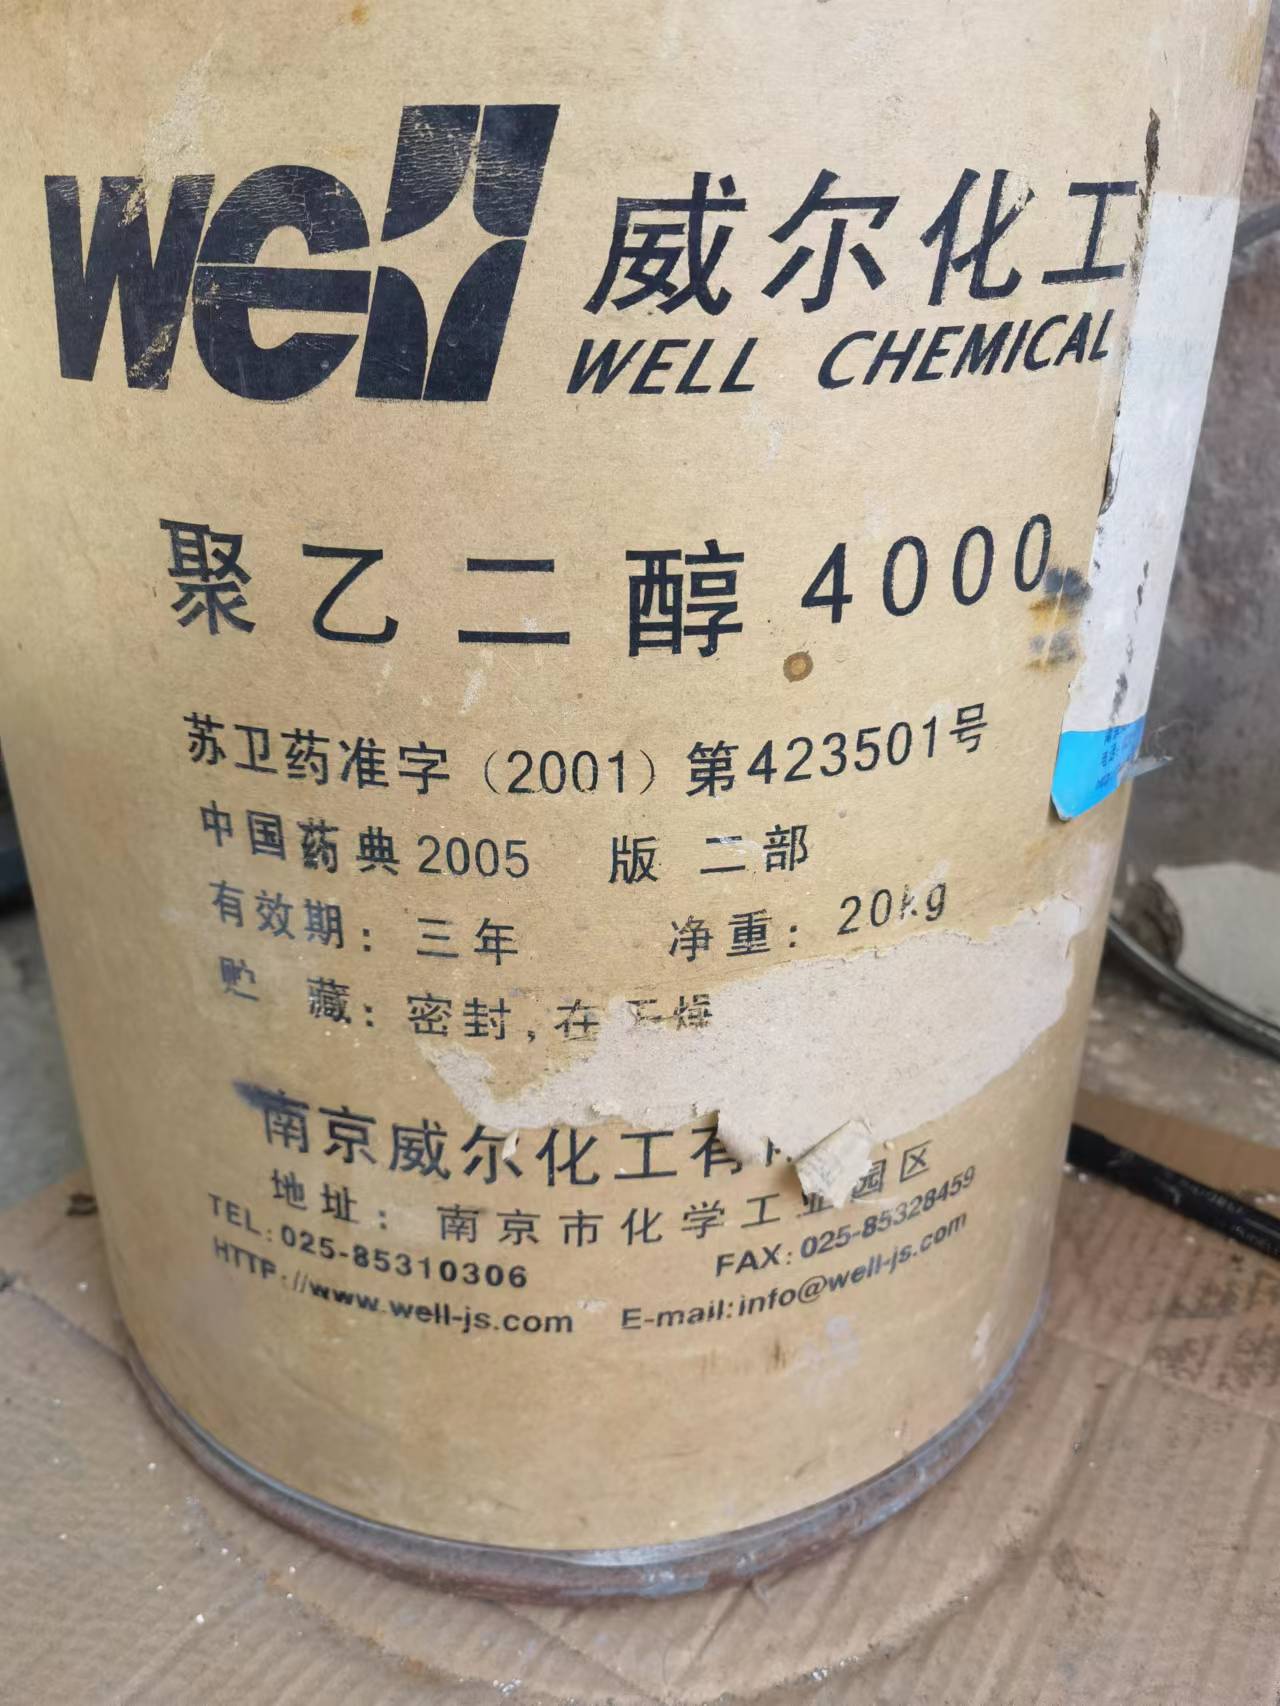 well 威尔化工
WELL CHEMICAL
聚乙二醇 4000
苏卫药准字（2001）第423501号
中国药典2005 版 二部
有效期：三年 净重：20kg
贮 藏：密封，在干燥
南京威尔化工有
地址：南京市化学工业园区
TEL:025-85310306 FAX:025-85328459
HTTP://www.well-js.com E-mail:info@well-js.com